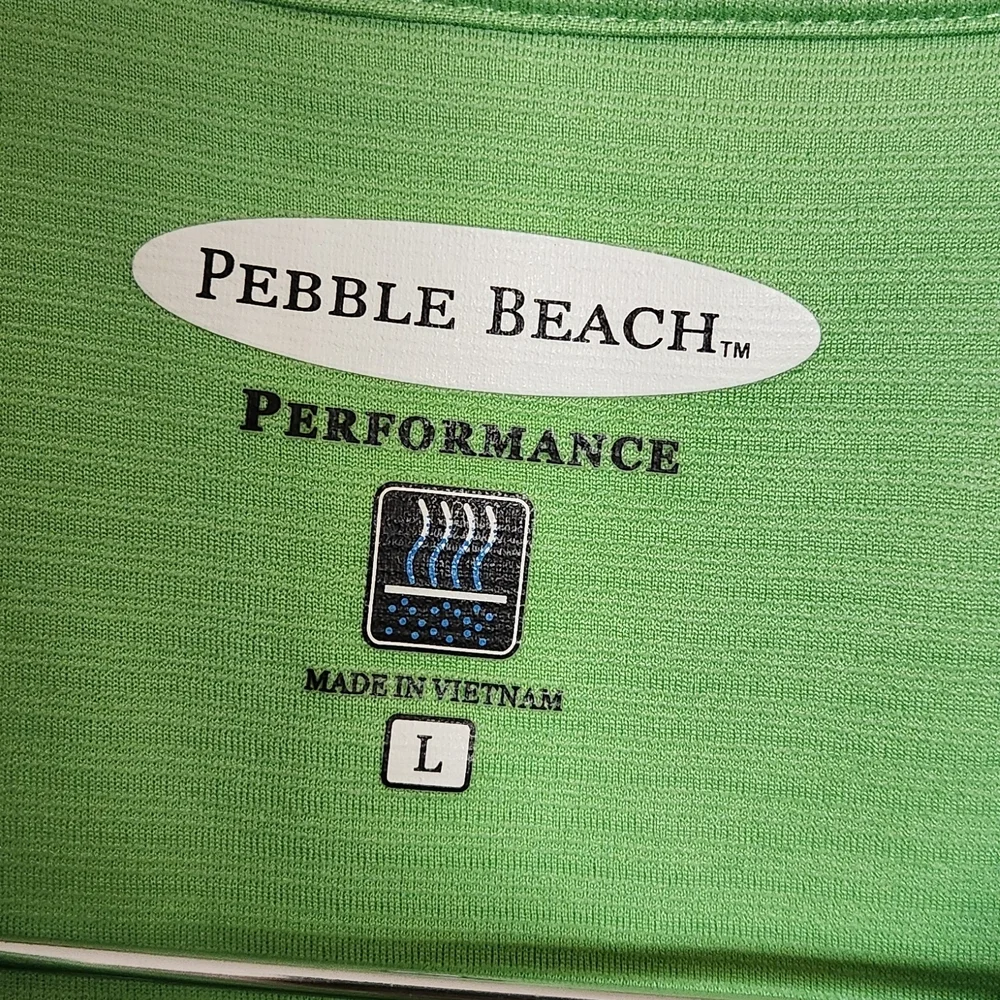 PEBBLE BEACH™
PERFORMANCE
MADE IN VIETNAM
L